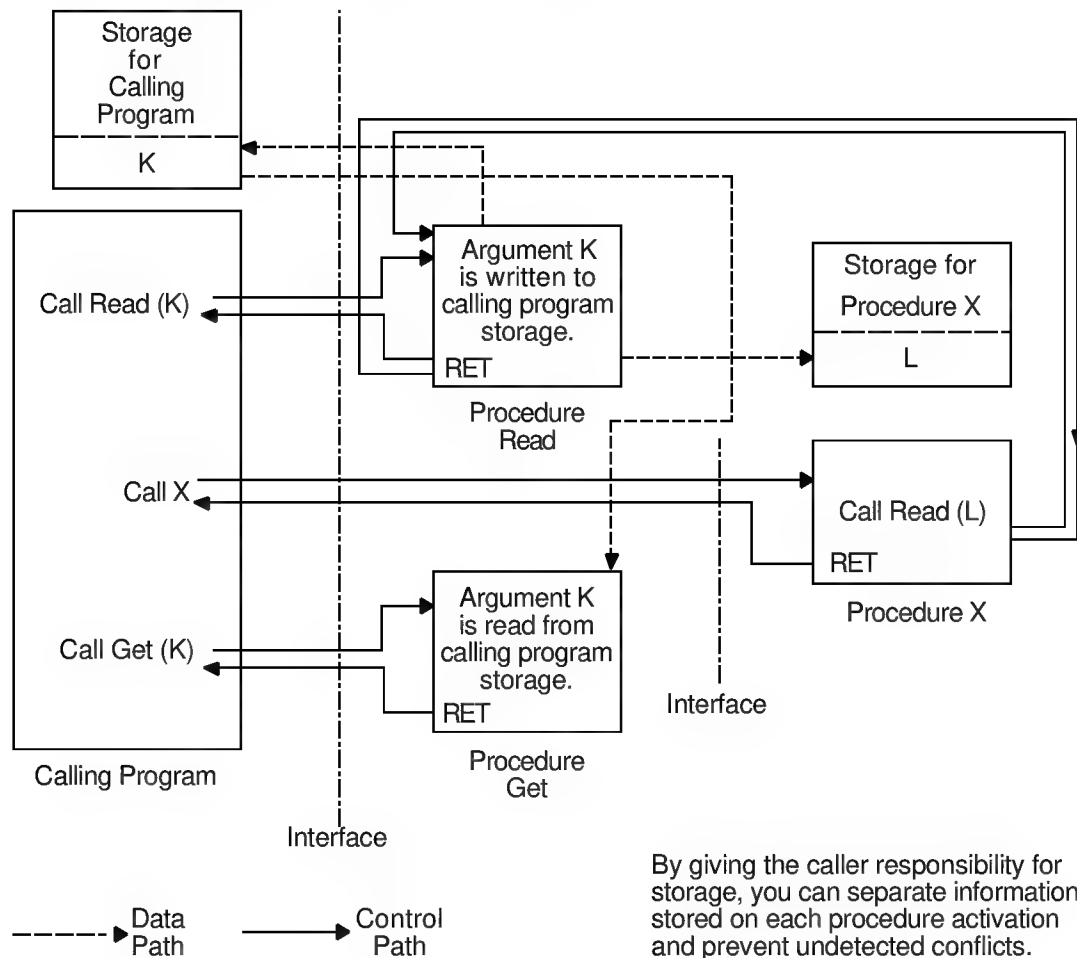 Storage
for
Calling
Program
K
Call Read (K)
Argument K
is written to
calling program
storage.
RET
Procedure
Read
Storage for
Procedure X
L
Call X
Call Read (L)
RET
Procedure X
Call Get (K)
Argument K
is read from
calling program
storage.
RET
Procedure
Get
Interface
Calling Program
Interface
Data
Path
Control
Path
By giving the caller responsibility for
storage, you can separate information
stored on each procedure activation
and prevent undetected conflicts.